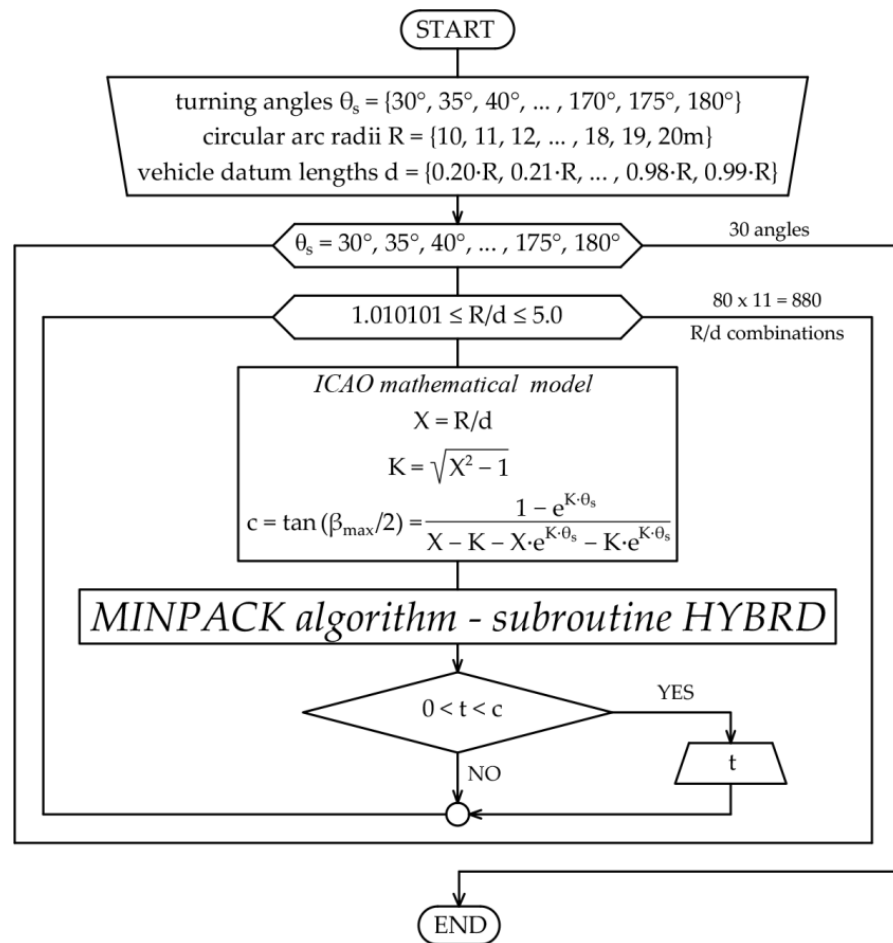 START
turning angles θₛ = {30°, 35°, 40°, ... , 170°, 175°, 180°}
circular arc radii R = {10, 11, 12, ... , 18, 19, 20m}
vehicle datum lengths d = {0.20·R, 0.21·R, ... , 0.98·R, 0.99·R}
θₛ = 30°, 35°, 40°, ... , 175°, 180°
30 angles
1.010101 ≤ R/d ≤ 5.0
80 x 11 = 880
R/d combinations
ICAO mathematical model
X = R/d
K = √(X² − 1)
c = tan (βmax/2) = (1 − e^(K·θₛ)) / (X − K − X·e^(K·θₛ) − K·e^(K·θₛ))
MINPACK algorithm - subroutine HYBRD
0 < t < c
YES
t
NO
END